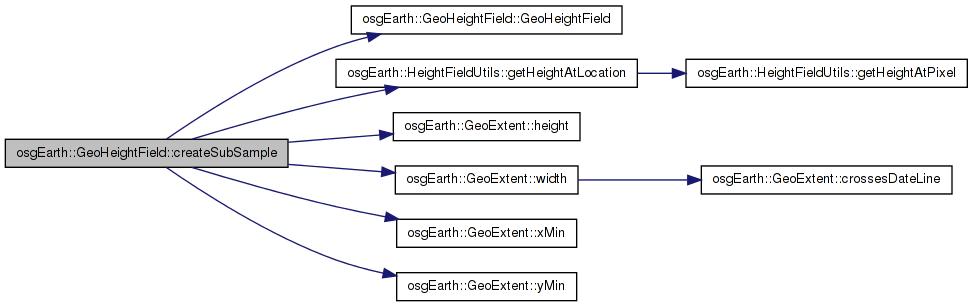 osgEarth::GeoHeightField::GeoHeightField
osgEarth::HeightFieldUtils::getHeightAtLocation
osgEarth::HeightFieldUtils::getHeightAtPixel
osgEarth::GeoExtent::height
osgEarth::GeoHeightField::createSubSample
osgEarth::GeoExtent::width
osgEarth::GeoExtent::crossesDateLine
osgEarth::GeoExtent::xMin
osgEarth::GeoExtent::yMin